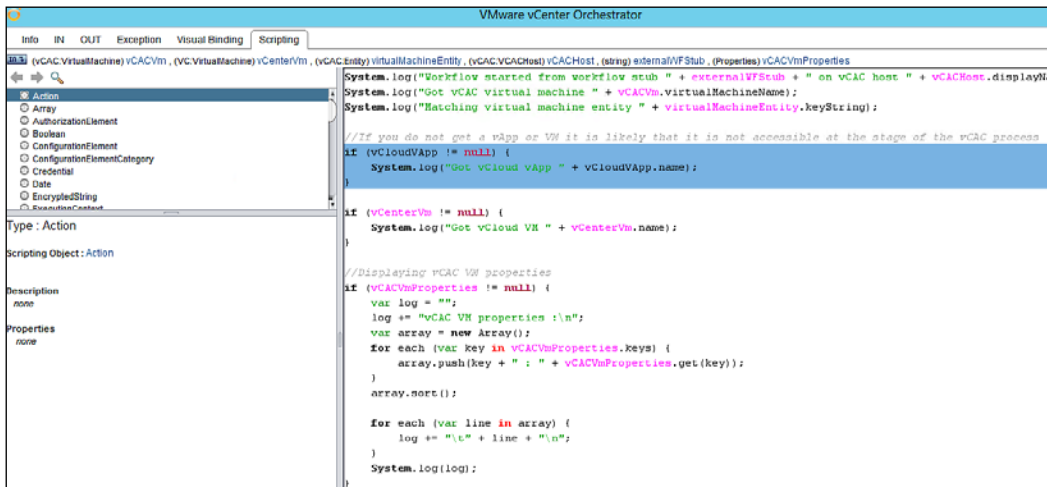 VMware vCenter Orchestrator
Info IN OUT Exception Visual Binding Scripting
(vCAC:VirtualMachine) vCACVm , (VC:VirtualMachine) vCenterVm , (vCAC:Entity) virtualMachineEntity , (vCAC:VCACHost) vCACHost , (string) externalWFStub , (Properties) vCACVmProperties
Action
Array
AuthorizationElement
Boolean
ConfigurationElement
ConfigurationElementCategory
Credential
Date
EncryptedString
ExecutionContext
Type : Action
Scripting Object : Action
Description
none
Properties
none
System.log("Workflow started from workflow stub " + externalWFStub + " on vCAC host " + vCACHost.displayNa
System.log("Got vCAC virtual machine " + vCACVm.virtualMachineName);
System.log("Matching virtual machine entity " + virtualMachineEntity.keyString);
//If you do not get a vApp or VM it is likely that it is not accessible at the stage of the vCAC process
if (vCloudVApp != null) {
System.log("Got vCloud vApp " + vCloudVApp.name);
}
if (vCenterVm != null) {
System.log("Got vCloud VM " + vCenterVm.name);
}
//Displaying vCAC VM properties
if (vCACVmProperties != null) {
var log = "";
log += "vCAC VM properties :\n";
var array = new Array();
for each (var key in vCACVmProperties.keys) {
array.push(key + " : " + vCACVmProperties.get(key));
}
array.sort();
for each (var line in array) {
log += "\t" + line + "\n";
}
System.log(log);
}